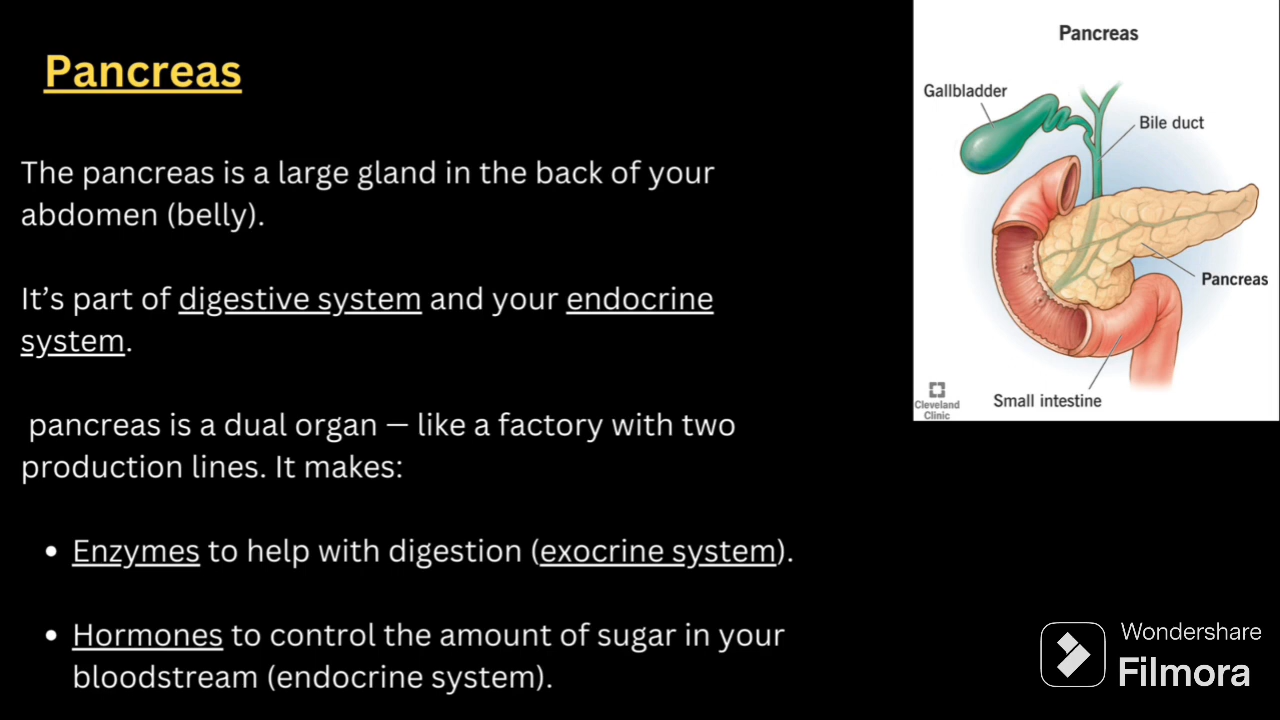 Pancreas
The pancreas is a large gland in the back of your
abdomen (belly).
It’s part of digestive system and your endocrine
system.
pancreas is a dual organ — like a factory with two
production lines. It makes:
• Enzymes to help with digestion (exocrine system).
• Hormones to control the amount of sugar in your
bloodstream (endocrine system).
Pancreas
Gallbladder
Bile duct
Pancreas
Small intestine
Cleveland
Clinic
Wondershare
Filmora